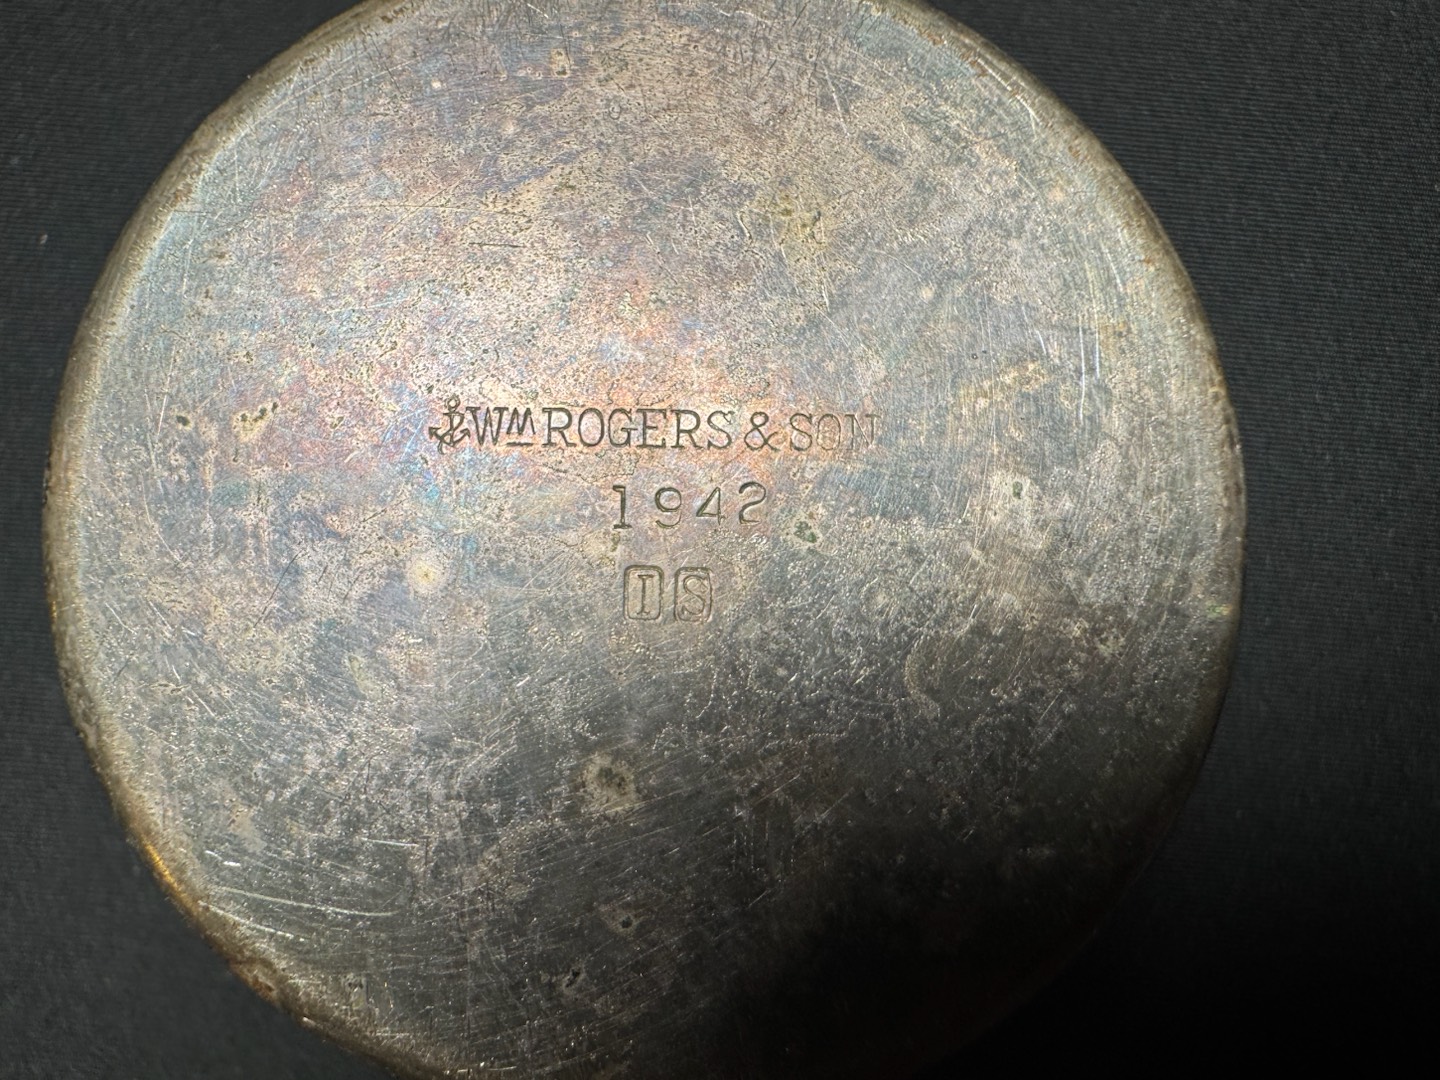 ⚓Wm ROGERS & SON
1942
IS